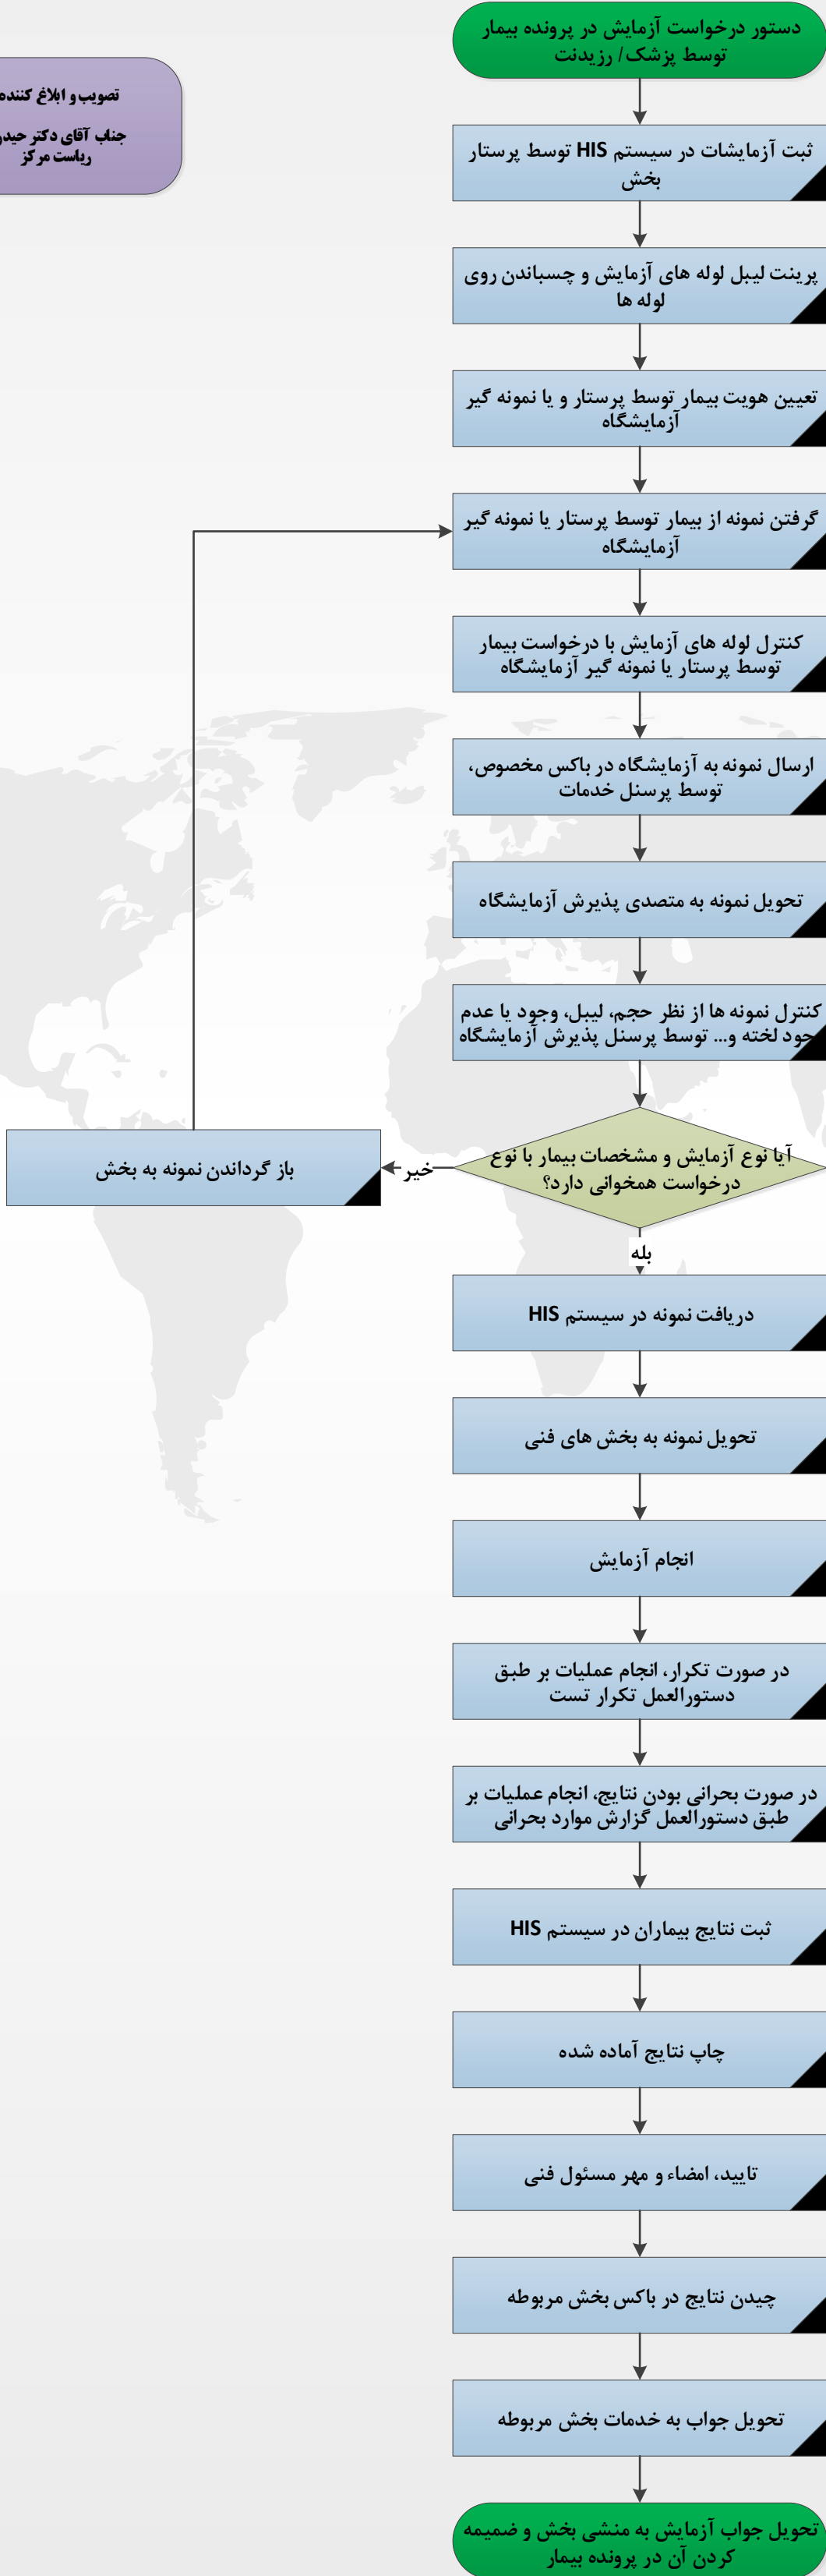 دستور درخواست آزمایش در پرونده بیمار
توسط پزشک/ رزیدنت
تصویب و ابلاغ کننده
جناب آقای دکتر
ریاست مرکز
ثبت آزمایشات در سیستم HIS توسط پرستار
بخش
پرینت لیبل لوله های آزمایش و چسباندن روی
لوله ها
تعیین هویت بیمار توسط پرستار و یا نمونه گیر
آزمایشگاه
گرفتن نمونه از بیمار توسط پرستار یا نمونه گیر
آزمایشگاه
کنترل لوله های آزمایش با درخواست بیمار
توسط پرستار یا نمونه گیر آزمایشگاه
ارسال نمونه به آزمایشگاه در باکس مخصوص،
توسط پرسنل خدمات
تحویل نمونه به متصدی پذیرش آزمایشگاه
کنترل نمونه ها از نظر حجم، لیبل، وجود یا عدم
وجود لخته و... توسط پرسنل پذیرش آزمایشگاه
آیا نوع آزمایش و مشخصات بیمار با نوع
درخواست همخوانی دارد؟
خیر
باز گرداندن نمونه به بخش
بله
دریافت نمونه در سیستم HIS
تحویل نمونه به بخش های فنی
انجام آزمایش
در صورت تکرار، انجام عملیات بر طبق
دستورالعمل تکرار تست
در صورت بحرانی بودن نتایج، انجام عملیات بر
طبق دستورالعمل گزارش موارد بحرانی
ثبت نتایج بیماران در سیستم HIS
چاپ نتایج آماده شده
تایید، امضاء و مهر مسئول فنی
چیدن نتایج در باکس بخش مربوطه
تحویل جواب به خدمات بخش مربوطه
تحویل جواب آزمایش به منشی بخش و ضمیمه
کردن آن در پرونده بیمار